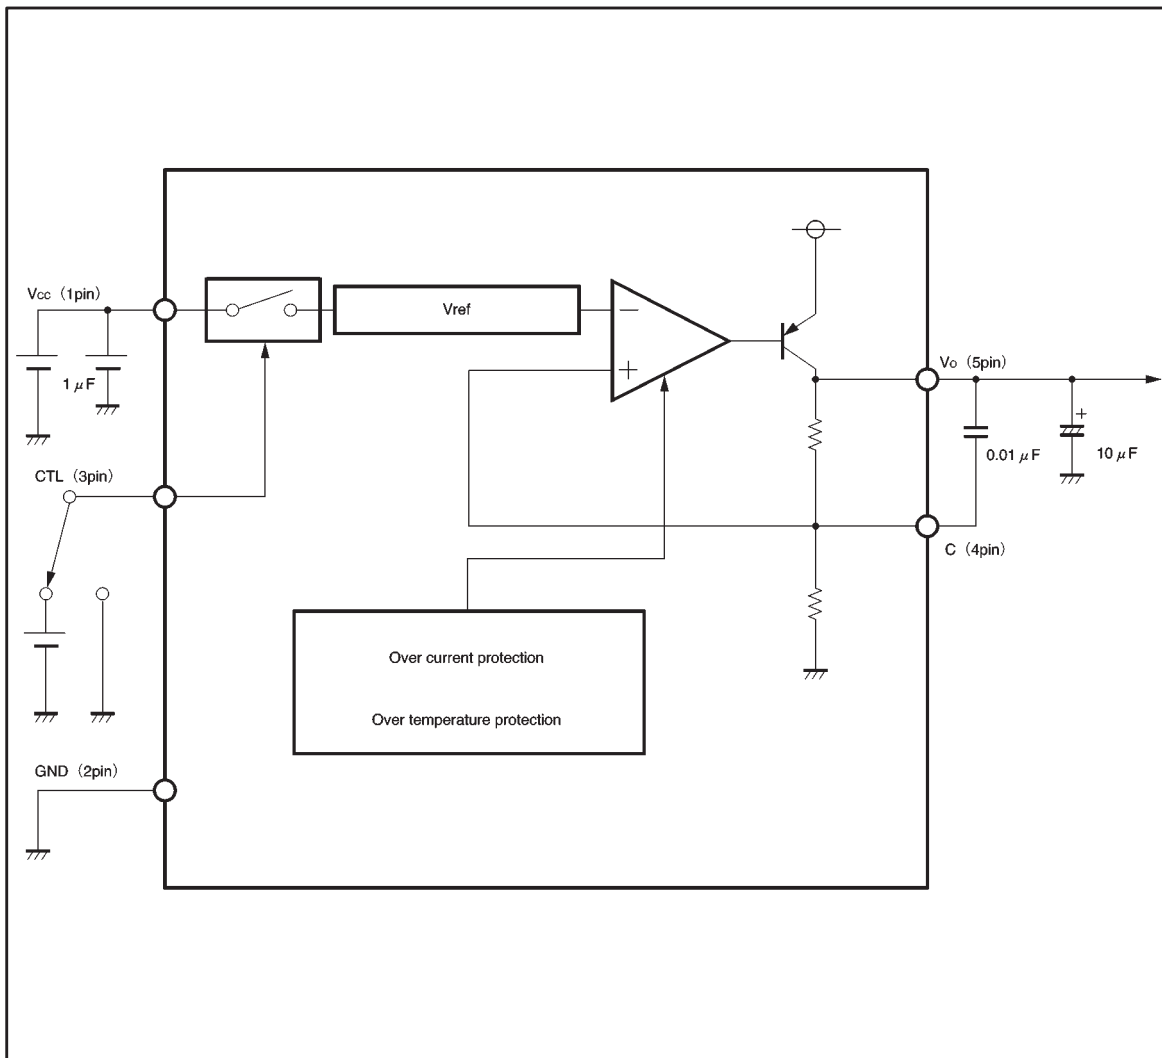 Vcc (1pin)
Vref
−
1 μF
+
Vo (5pin)
+
0.01 μF
10 μF
CTL (3pin)
C (4pin)
Over current protection
Over temperature protection
GND (2pin)